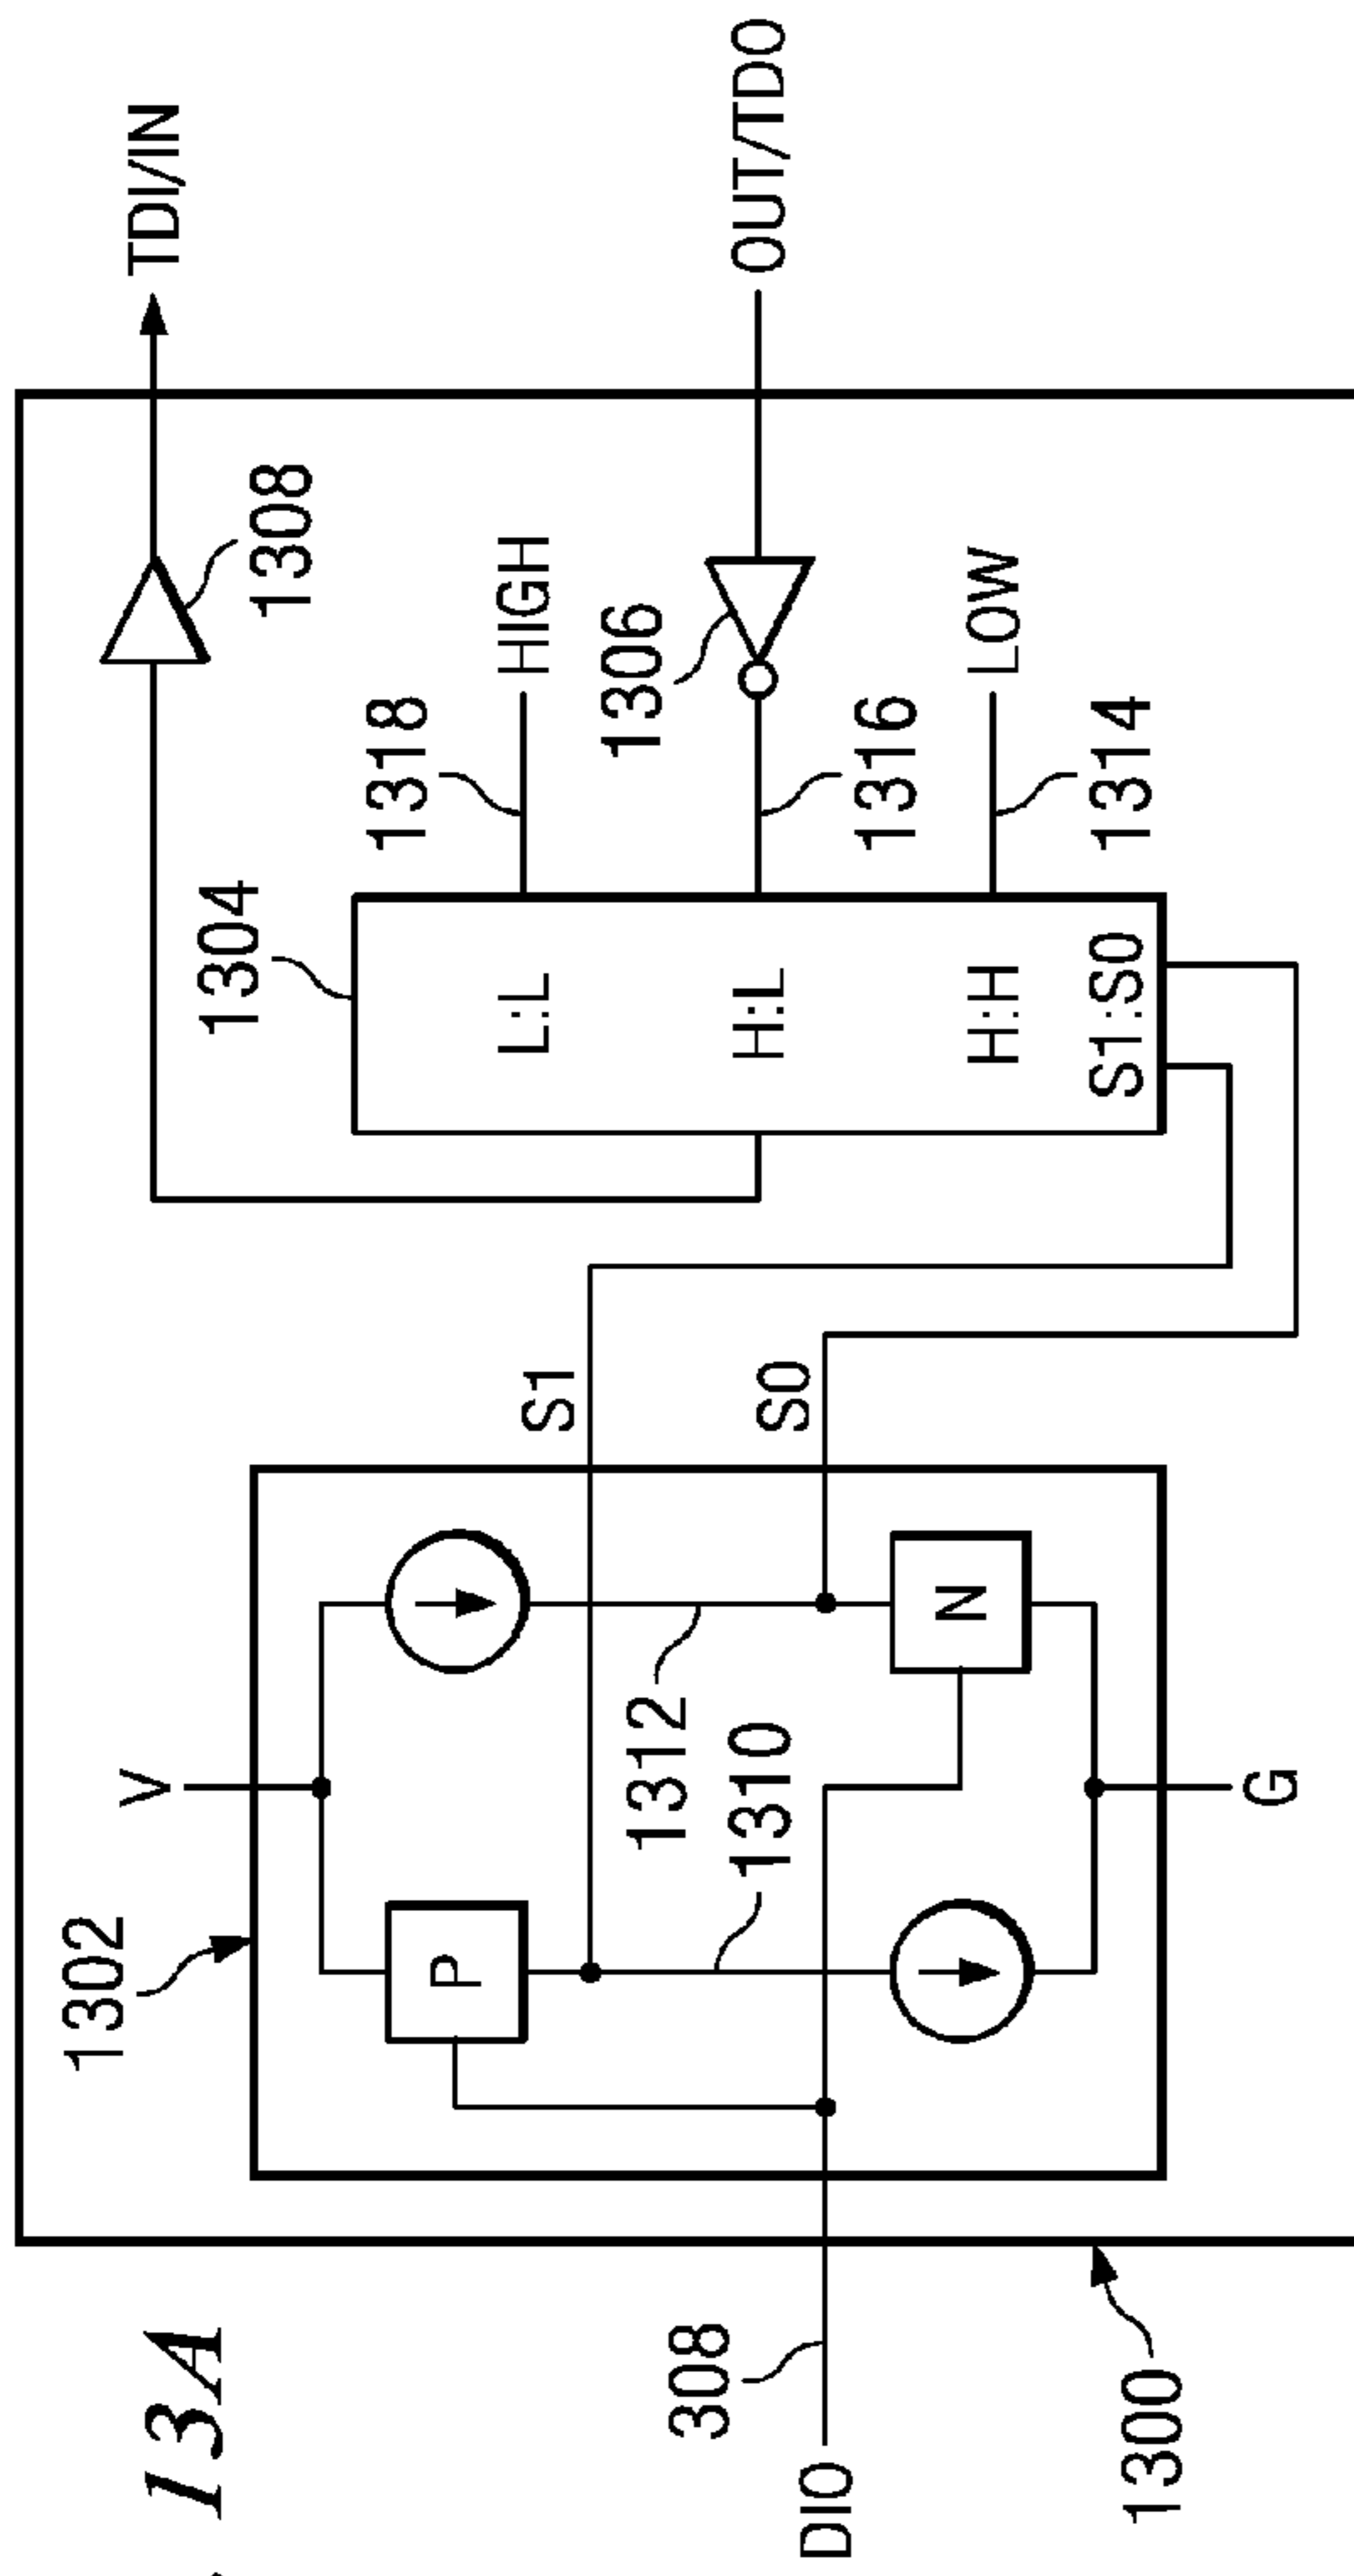 13A
1302
V
P
1310
1312
N
G
S1
S0
DIO
308
1300
1304
L:L
H:L
H:H
S1:S0
1318
HIGH
1306
1316
LOW
1314
1308
TDI/IN
OUT/TDO